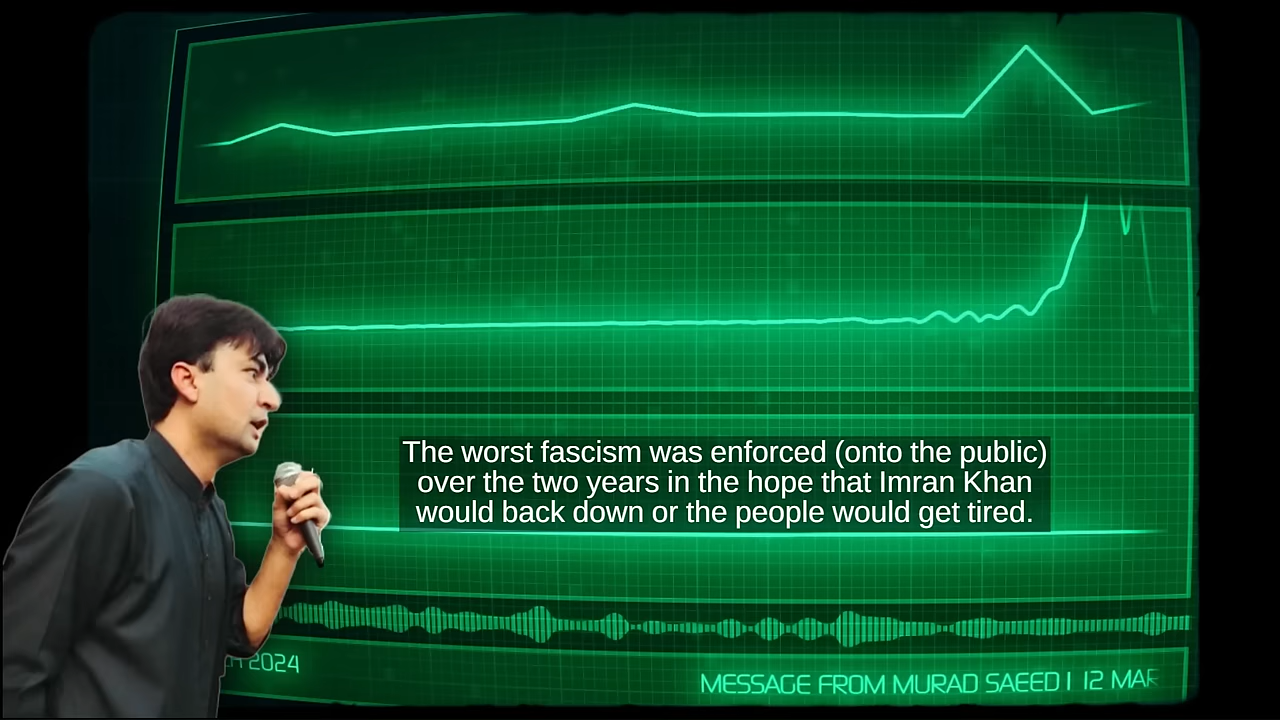 The worst fascism was enforced (onto the public)
over the two years in the hope that Imran Khan
would back down or the people would get tired.
2024
MESSAGE FROM MURAD SAEED | 12 MAR